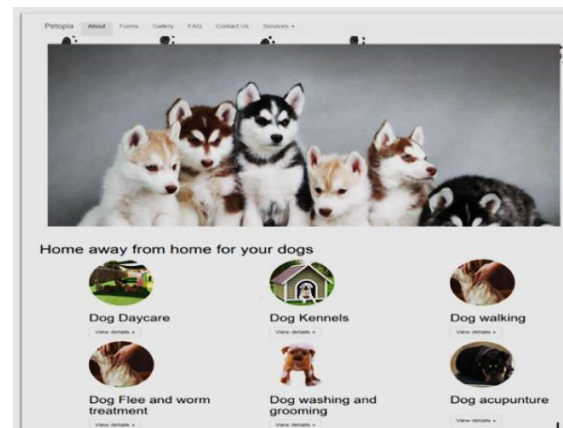 Petopia About Forms Gallery FAQ Contact Us Services
Home away from home for your dogs
Dog Daycare Dog Kennels Dog walking
View details » View details » View details »
Dog Flee and worm Dog washing and Dog acupunture
treatment grooming
View details » View details » View details »